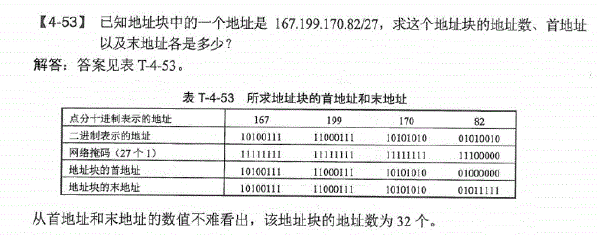 【4-53】 已知地址块中的一个地址是 167.199.170.82/27，求这个地址块的地址数、首地址
以及末地址各是多少？
解答：答案见表 T-4-53。
表 T-4-53 所求地址块的首地址和末地址
点分十进制表示的地址 167 199 170 82
二进制表示的地址 10100111 11000111 10101010 01010010
网络掩码（27 个 1） 11111111 11111111 11111111 11100000
地址块的首地址 10100111 11000111 10101010 01000000
地址块的末地址 10100111 11000111 10101010 01011111
从首地址和末地址的数值不难看出，该地址块的地址数为 32 个。